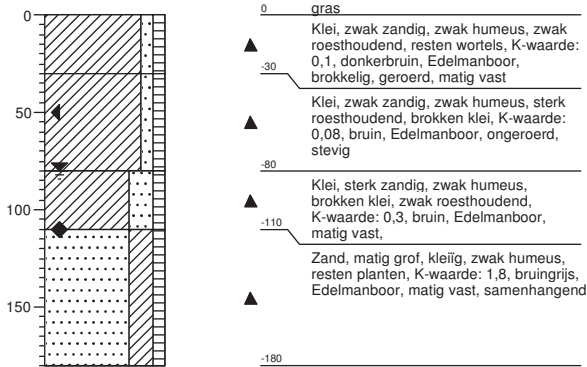 0
50
100
150
0
gras
Klei, zwak zandig, zwak humeus, zwak
roesthoudend, resten wortels, K-waarde:
0,1, donkerbruin, Edelmanboor,
brokkelig, geroerd, matig vast
-30
Klei, zwak zandig, zwak humeus, sterk
roesthoudend, brokken klei, K-waarde:
0,08, bruin, Edelmanboor, ongeroerd,
stevig
-80
Klei, sterk zandig, zwak humeus,
brokken klei, zwak roesthoudend,
K-waarde: 0,3, bruin, Edelmanboor,
matig vast,
-110
Zand, matig grof, kleiïg, zwak humeus,
resten planten, K-waarde: 1,8, bruingrijs,
Edelmanboor, matig vast, samenhangend
-180